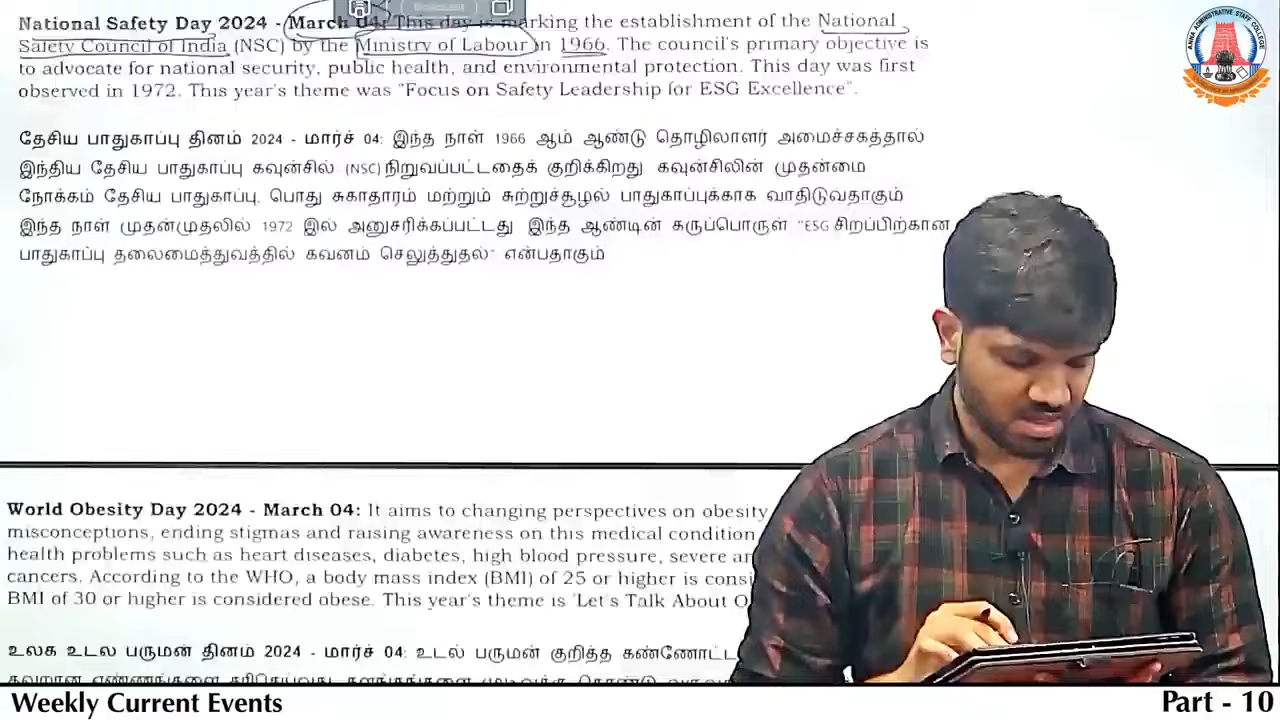 National Safety Day 2024 - March 04: This day is marking the establishment of the National
Safety Council of India (NSC) by the Ministry of Labour in 1966. The council's primary objective is
to advocate for national security, public health, and environmental protection. This day was first
observed in 1972. This year's theme was "Focus on Safety Leadership for ESG Excellence".
தேசிய பாதுகாப்பு தினம் 2024 - மார்ச் 04: இந்த நாள் 1966 ஆம் ஆண்டு தொழிலாளர் அமைச்சகத்தால்
இந்திய தேசிய பாதுகாப்பு கவுன்சில் (NSC) நிறுவப்பட்டதைக் குறிக்கிறது கவுன்சிலின் முதன்மை
நோக்கம் தேசிய பாதுகாப்பு, பொது சுகாதாரம் மற்றும் சுற்றுச்சூழல் பாதுகாப்புக்காக வாதிடுவதாகும்
இந்த நாள் முதன்முதலில் 1972 இல் அனுசரிக்கப்பட்டது இந்த ஆண்டின் கருப்பொருள் "ESG சிறப்பிற்கான
பாதுகாப்பு தலைமைத்துவத்தில் கவனம் செலுத்துதல்" என்பதாகும்
World Obesity Day 2024 - March 04: It aims to changing perspectives on obesity
misconceptions, ending stigmas and raising awareness on this medical condition
health problems such as heart diseases, diabetes, high blood pressure, severe
cancers. According to the WHO, a body mass index (BMI) of 25 or higher is
BMI of 30 or higher is considered obese. This year's theme is 'Let's Talk About
உலக உடல பருமன் தினம் 2024 - மார்ச் 04: உடல் பருமன் குறித்த
ANNA ADMINISTRATIVE STAFF COLLEGE
Weekly Current Events
Part - 10